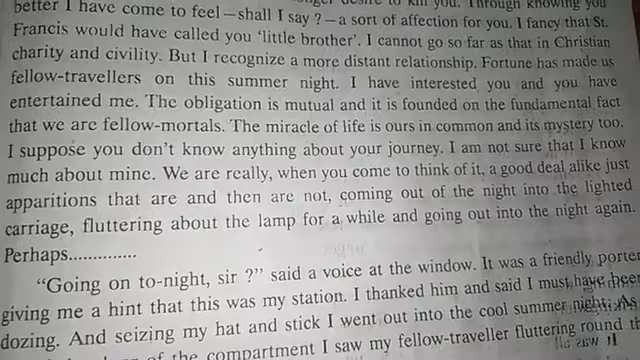 desire to kill you. Through knowing you
better I have come to feel—shall I say ?—a sort of affection for you. I fancy that St.
Francis would have called you 'little brother'. I cannot go so far as that in Christian
charity and civility. But I recognize a more distant relationship. Fortune has made us
fellow-travellers on this summer night. I have interested you and you have
entertained me. The obligation is mutual and it is founded on the fundamental fact
that we are fellow-mortals. The miracle of life is ours in common and its mystery too.
I suppose you don't know anything about your journey. I am not sure that I know
much about mine. We are really, when you come to think of it, a good deal alike just
apparitions that are and then are not, coming out of the night into the lighted
carriage, fluttering about the lamp for a while and going out into the night again.
Perhaps..............
"Going on to-night, sir ?" said a voice at the window. It was a friendly porter
giving me a hint that this was my station. I thanked him and said I must have been
dozing. And seizing my hat and stick I went out into the cool summer night. As
of the compartment I saw my fellow-traveller fluttering round